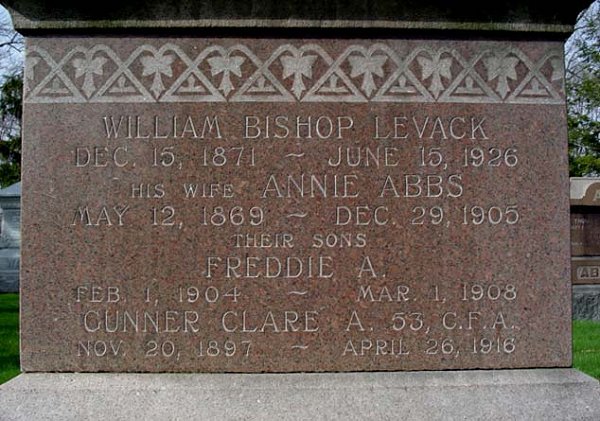 WILLIAM BISHOP LEVACK
DEC. 15, 1871 ~ JUNE 15, 1926
HIS WIFE ANNIE ABBS
MAY 12, 1869 ~ DEC. 29, 1905
THEIR SONS
FREDDIE A.
FEB. 1, 1904 ~ MAR. 1, 1908
GUNNER CLARE A. 53, C.F.A.
NOV. 20, 1897 ~ APRIL 26, 1916